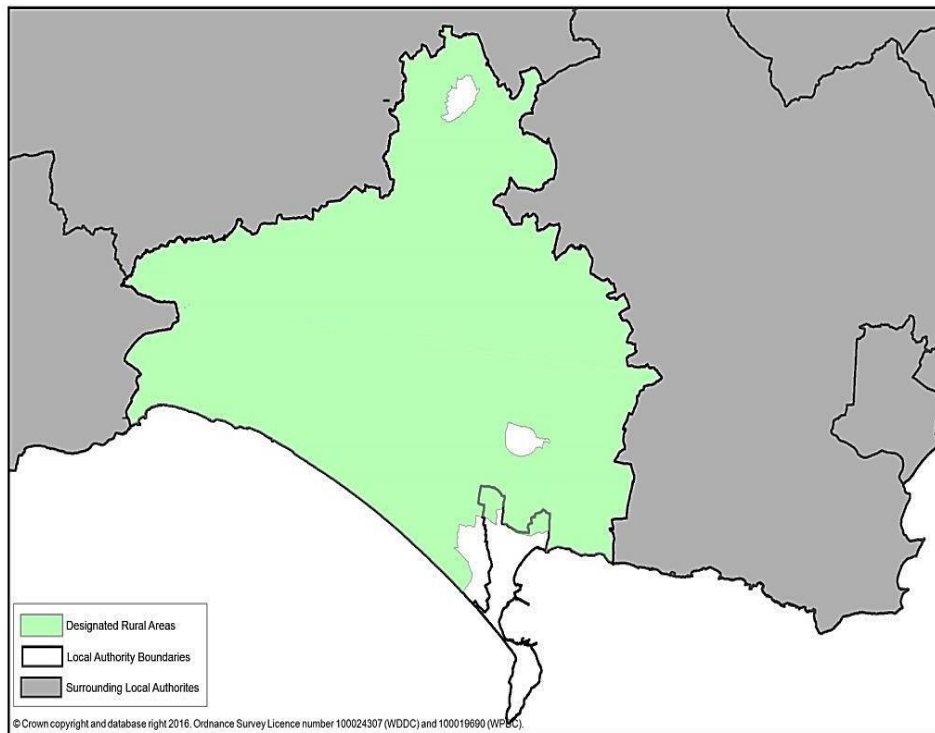 Designated Rural Areas
Local Authority Boundaries
Surrounding Local Authorites
© Crown copyright and database right 2016. Ordnance Survey Licence number 100024307 (WDDC) and 100019690 (WPBC).